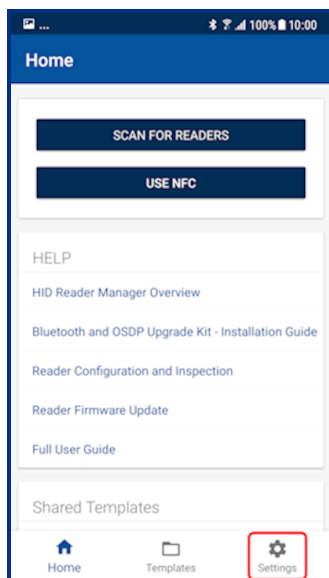 ... 100% 10:00
Home
SCAN FOR READERS
USE NFC
HELP
HID Reader Manager Overview
Bluetooth and OSDP Upgrade Kit - Installation Guide
Reader Configuration and Inspection
Reader Firmware Update
Full User Guide
Shared Templates
Home Templates Settings